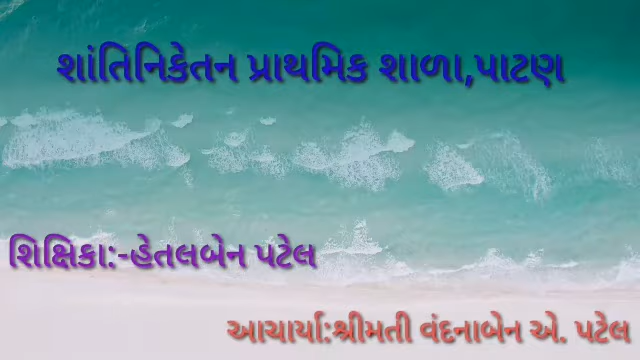 શાંતિનિકેતન પ્રાથમિક શાળા,પાટણ
શિક્ષિકા:-હેતલબેન પટેલ
આચાર્યા:શ્રીમતી વંદનાબેન એ. પટેલ